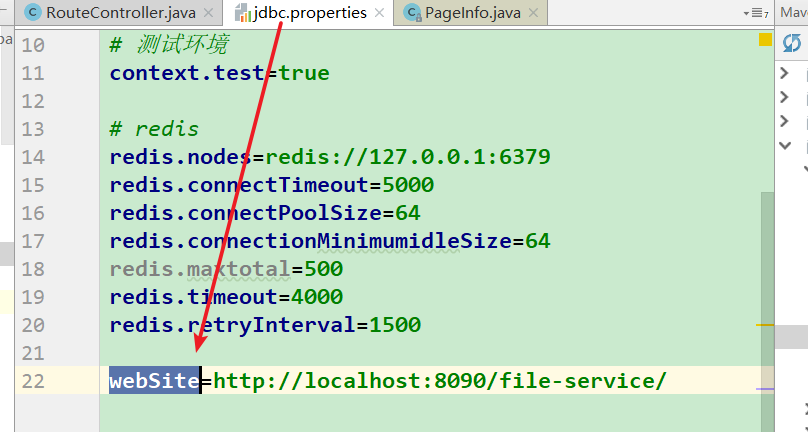 RouteController.java
jdbc.properties
PageInfo.java
7
Mave
10 # 测试环境
11 context.test=true
12
13 # redis
14 redis.nodes=redis://127.0.0.1:6379
15 redis.connectTimeout=5000
16 redis.connectPoolSize=64
17 redis.connectionMinimumidleSize=64
18 redis.maxtotal=500
19 redis.timeout=4000
20 redis.retryInterval=1500
21
22 webSite=http://localhost:8090/file-service/